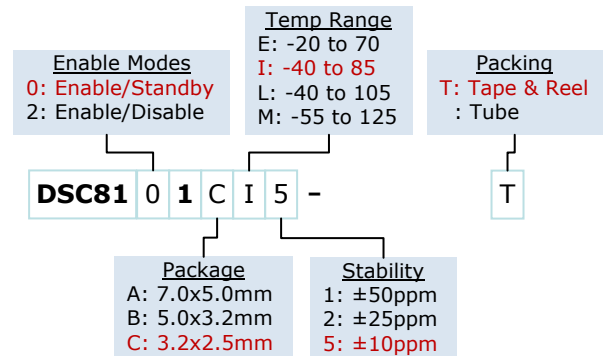 Temp Range
E: -20 to 70
I: -40 to 85
L: -40 to 105
M: -55 to 125
Enable Modes
0: Enable/Standby
2: Enable/Disable
Packing
T: Tape & Reel
: Tube
DSC81 0 1 C I 5 - T
Package
A: 7.0x5.0mm
B: 5.0x3.2mm
C: 3.2x2.5mm
Stability
1: ±50ppm
2: ±25ppm
5: ±10ppm